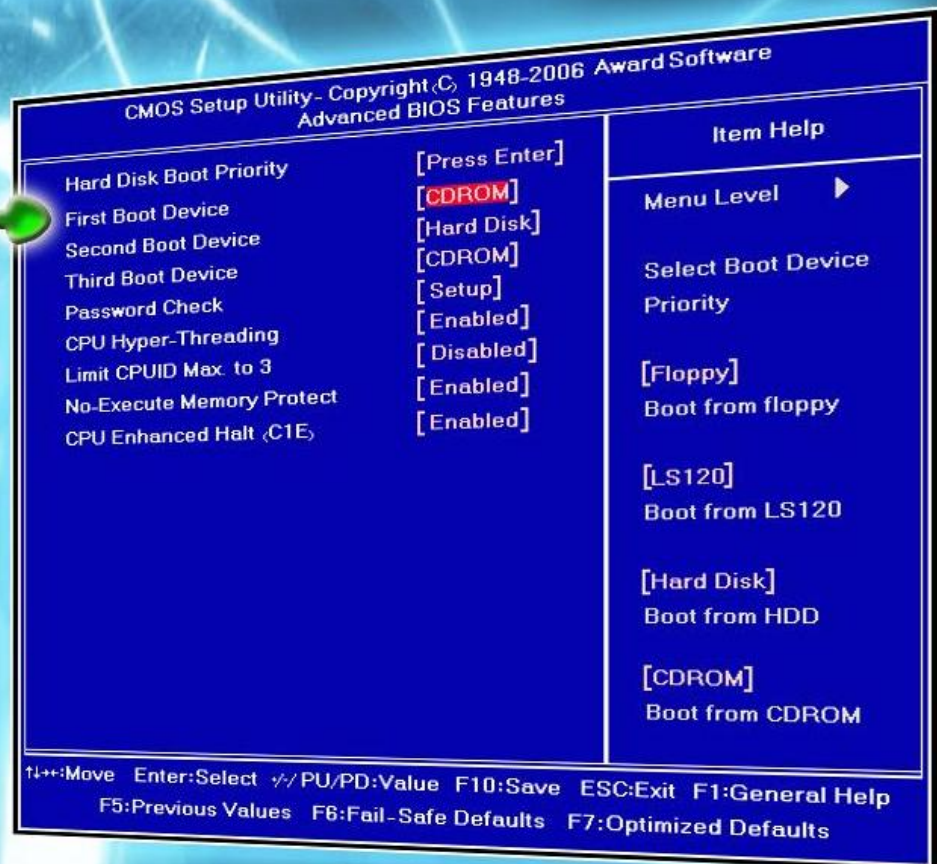 CMOS Setup Utility- Copyright (C) 1948-2006 Award Software
Advanced BIOS Features
Hard Disk Boot Priority [Press Enter]
First Boot Device [CDROM]
Second Boot Device [Hard Disk]
Third Boot Device [CDROM]
Password Check [Setup]
CPU Hyper-Threading [Enabled]
Limit CPUID Max. to 3 [Disabled]
No-Execute Memory Protect [Enabled]
CPU Enhanced Halt (C1E) [Enabled]
Item Help
Menu Level ▶
Select Boot Device
Priority
[Floppy]
Boot from floppy
[LS120]
Boot from LS120
[Hard Disk]
Boot from HDD
[CDROM]
Boot from CDROM
↑↓→←:Move Enter:Select +/-/PU/PD:Value F10:Save ESC:Exit F1:General Help
F5:Previous Values F6:Fail-Safe Defaults F7:Optimized Defaults